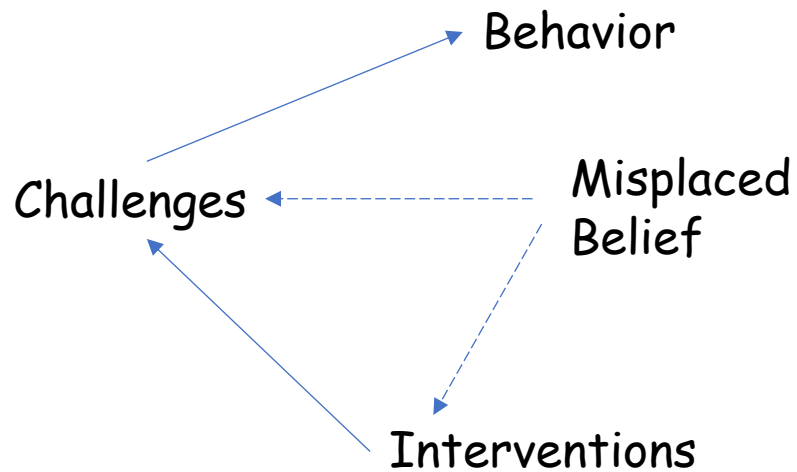 Behavior
Challenges
Misplaced
Belief
Interventions